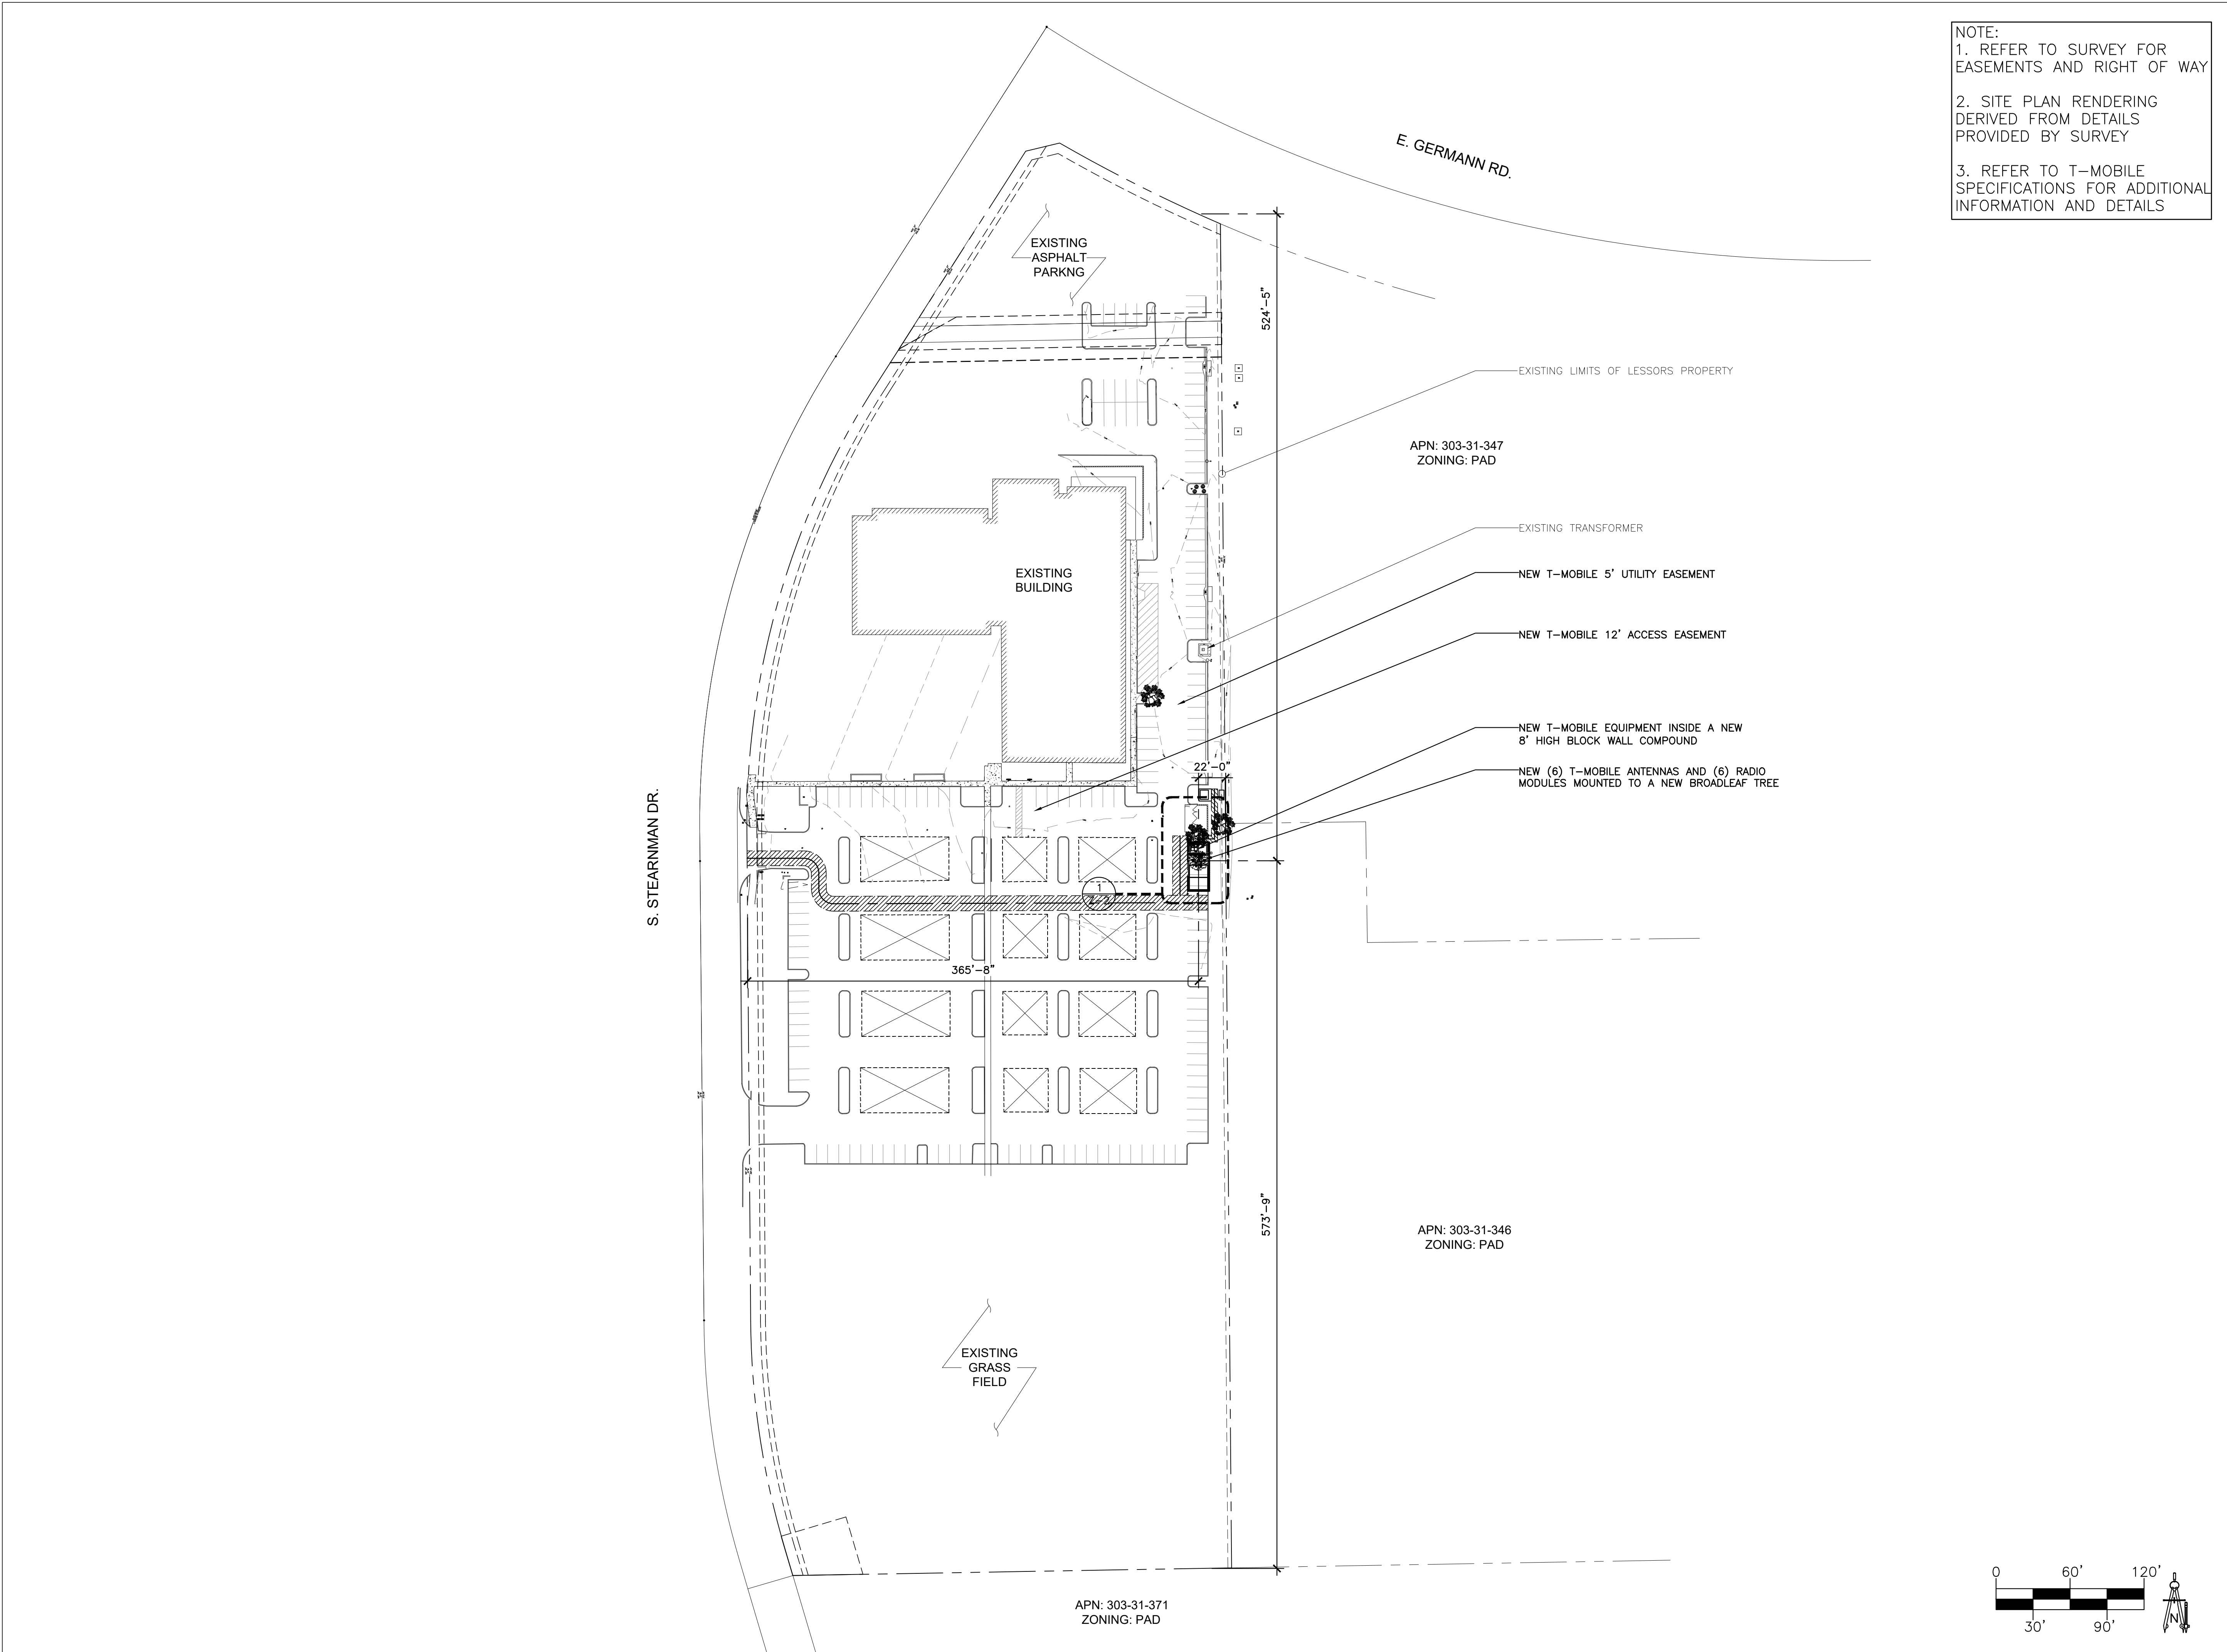 NOTE:
1. REFER TO SURVEY FOR
EASEMENTS AND RIGHT OF WAY
2. SITE PLAN RENDERING
DERIVED FROM DETAILS
PROVIDED BY SURVEY
3. REFER TO T-MOBILE
SPECIFICATIONS FOR ADDITIONAL
INFORMATION AND DETAILS
E. GERMANN RD.
EXISTING
ASPHALT
PARKNG
524'-5"
EXISTING LIMITS OF LESSORS PROPERTY
APN: 303-31-347
ZONING: PAD
EXISTING TRANSFORMER
EXISTING
BUILDING
NEW T-MOBILE 5' UTILITY EASEMENT
NEW T-MOBILE 12' ACCESS EASEMENT
NEW T-MOBILE EQUIPMENT INSIDE A NEW
8' HIGH BLOCK WALL COMPOUND
22'-0"
NEW (6) T-MOBILE ANTENNAS AND (6) RADIO
MODULES MOUNTED TO A NEW BROADLEAF TREE
S. STEARNMAN DR.
1
Z-2
365'-8"
573'-9"
APN: 303-31-346
ZONING: PAD
EXISTING
GRASS
FIELD
APN: 303-31-371
ZONING: PAD
0 60' 120'
30' 90'
N